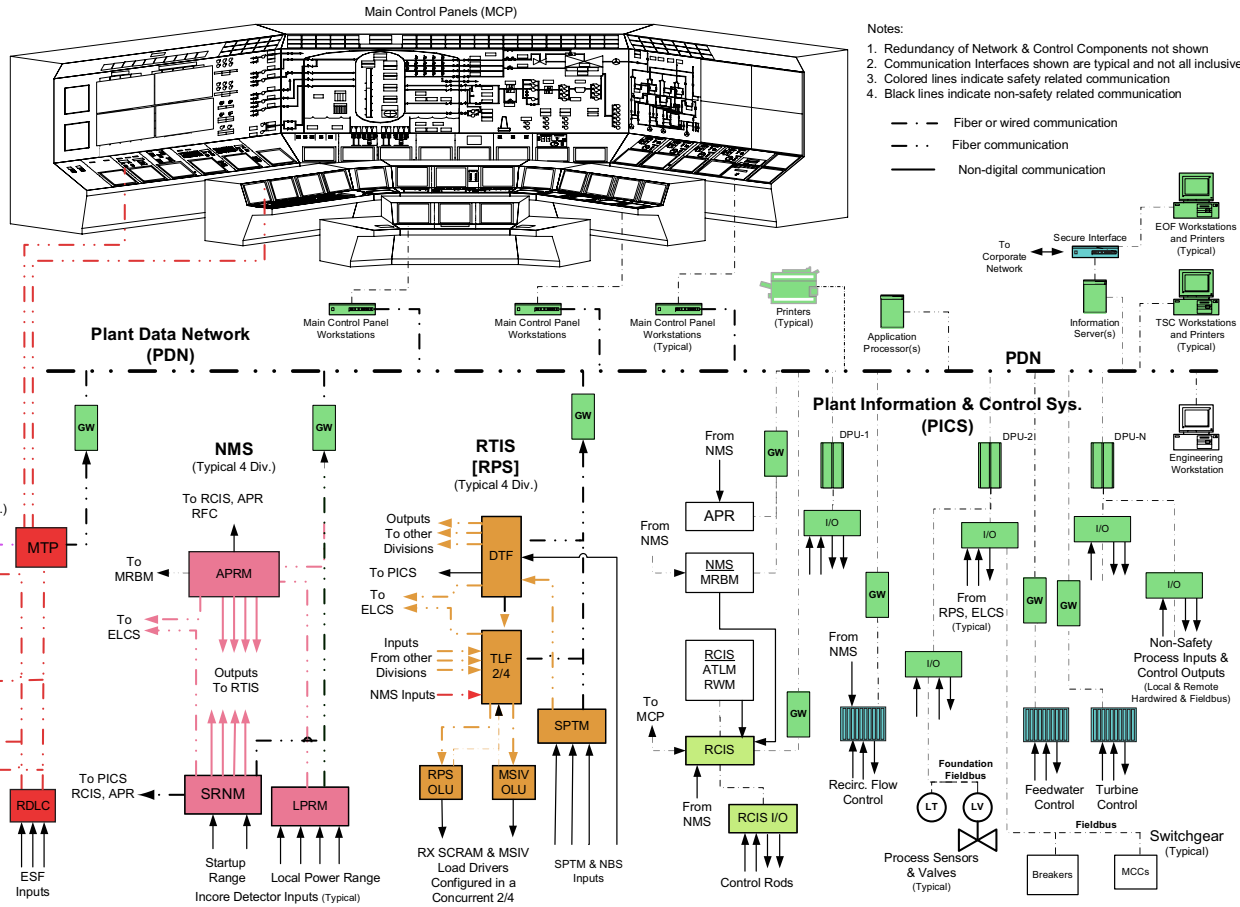 Main Control Panels (MCP)
Notes:
1. Redundancy of Network & Control Components not shown
2. Communication Interfaces shown are typical and not all inclusive
3. Colored lines indicate safety related communication
4. Black lines indicate non-safety related communication
Fiber or wired communication
Fiber communication
Non-digital communication
EOF Workstations
and Printers
(Typical)
Secure Interface
To
Corporate
Network
Main Control Panel
Workstations
Main Control Panel
Workstations
Main Control Panel
Workstations
(Typical)
Printers
(Typical)
Application
Processor(s)
Information
Server(s)
TSC Workstations
and Printers
(Typical)
Plant Data Network
(PDN)
PDN
GW
GW
GW
NMS
(Typical 4 Div.)
RTIS
[RPS]
(Typical 4 Div.)
Plant Information & Control Sys.
(PICS)
From
NMS
GW
DPU-1
DPU-2
DPU-N
Engineering
Workstation
.)
MTP
To RCIS, APR
RFC
To
MRBM
APRM
To
ELCS
Outputs
To RTIS
Outputs
To other
Divisions
DTF
To PICS
To
ELCS
Inputs
From other
Divisions
TLF
2/4
NMS Inputs
SPTM
RPS
OLU
MSIV
OLU
RX SCRAM & MSIV
Load Drivers
Configured in a
Concurrent 2/4
SPTM & NBS
Inputs
To PICS
RCIS, APR
SRNM
LPRM
Startup
Range
Local Power Range
Incore Detector Inputs (Typical)
RDLC
ESF
Inputs
APR
From
NMS
NMS
MRBM
RCIS
ATLM
RWM
To
MCP
RCIS
GW
From
NMS
RCIS I/O
Control Rods
I/O
GW
From
NMS
Recirc. Flow
Control
I/O
From
RPS, ELCS
(Typical)
I/O
GW
GW
I/O
I/O
Non-Safety
Process Inputs &
Control Outputs
(Local & Remote
Hardwired & Fieldbus)
Foundation
Fieldbus
LT
LV
Process Sensors
& Valves
(Typical)
Feedwater
Control
Turbine
Control
Fieldbus
Switchgear
(Typical)
Breakers
MCCs